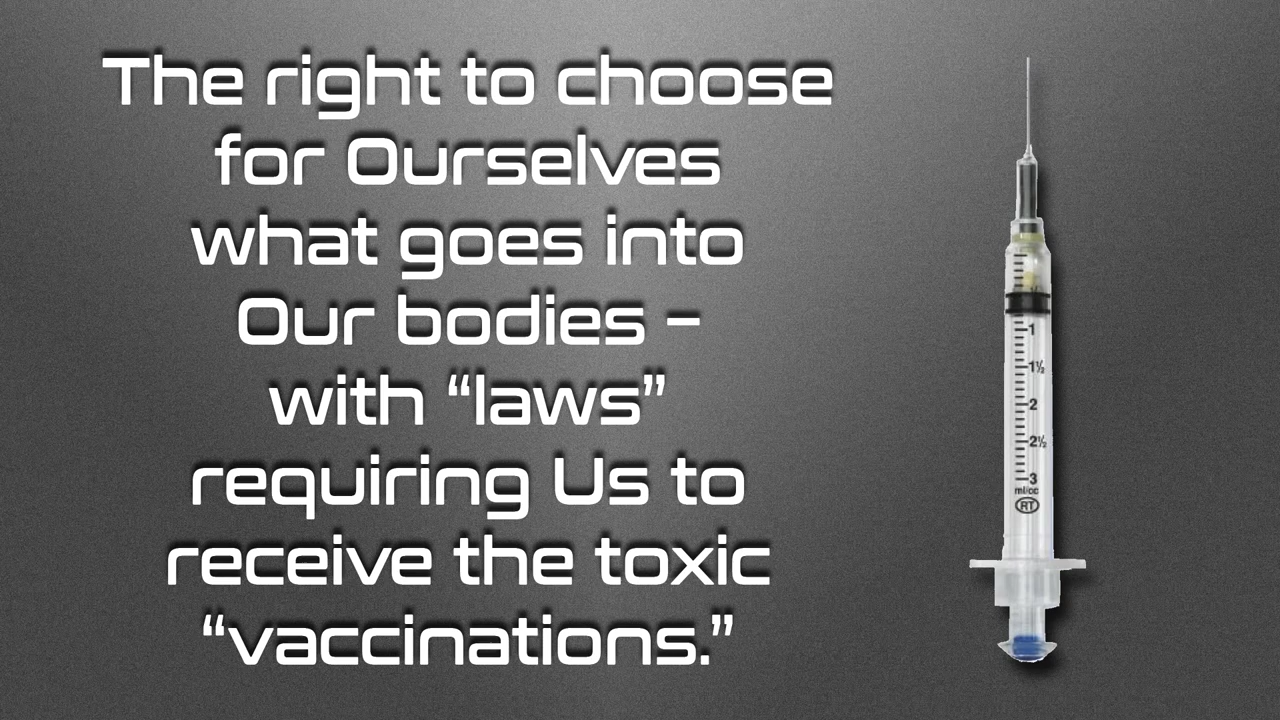 The right to choose
for Ourselves
what goes into
Our bodies –
with “laws”
requiring Us to
receive the toxic
“vaccinations.”
1
1½
2
2½
3
ml/cc
RT